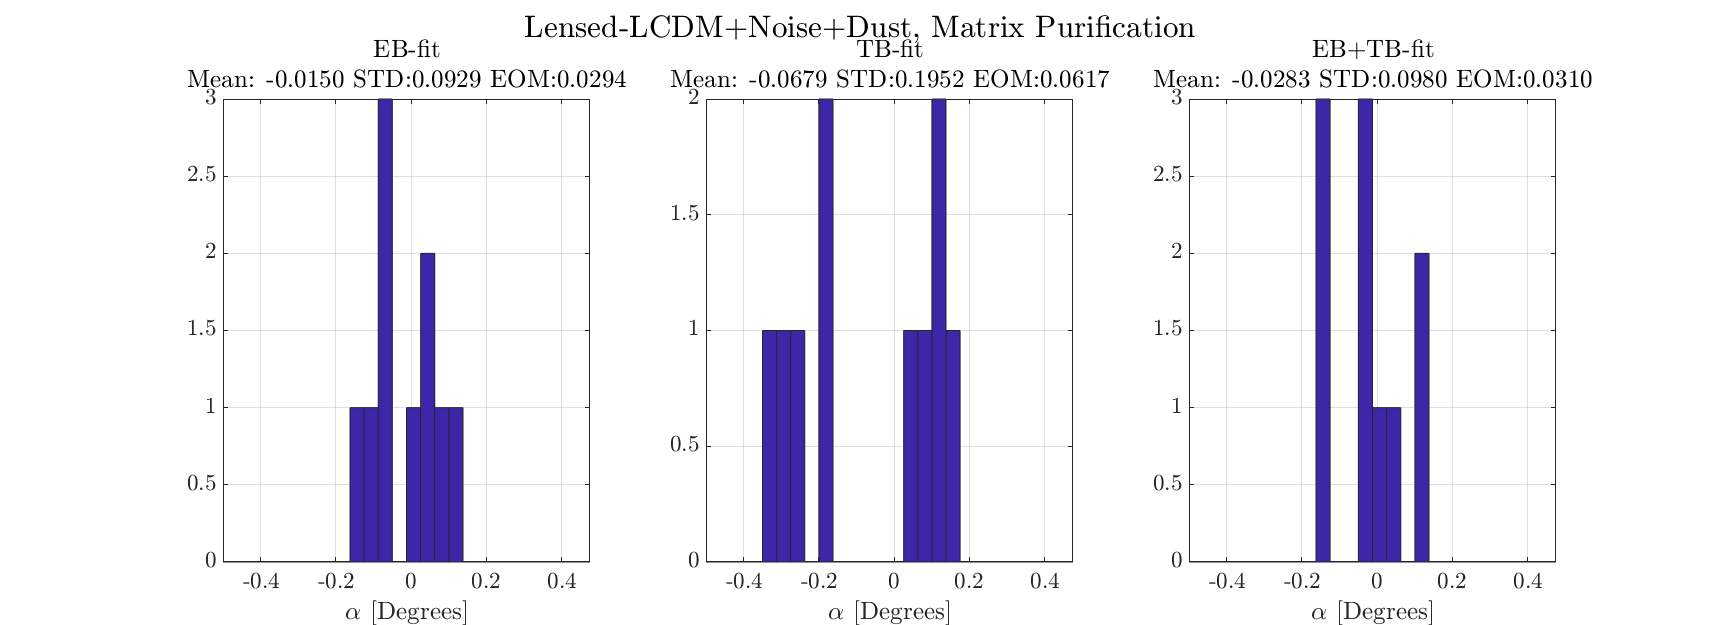 Lensed-LCDM+Noise+Dust, Matrix Purification
EB-fit
Mean: -0.0150 STD:0.0929 EOM:0.0294
3
2.5
2
1.5
1
0.5
0
-0.4 -0.2 0 0.2 0.4
α [Degrees]
TB-fit
Mean: -0.0679 STD:0.1952 EOM:0.0617
2
1.5
1
0.5
0
-0.4 -0.2 0 0.2 0.4
α [Degrees]
EB+TB-fit
Mean: -0.0283 STD:0.0980 EOM:0.0310
3
2.5
2
1.5
1
0.5
0
-0.4 -0.2 0 0.2 0.4
α [Degrees]